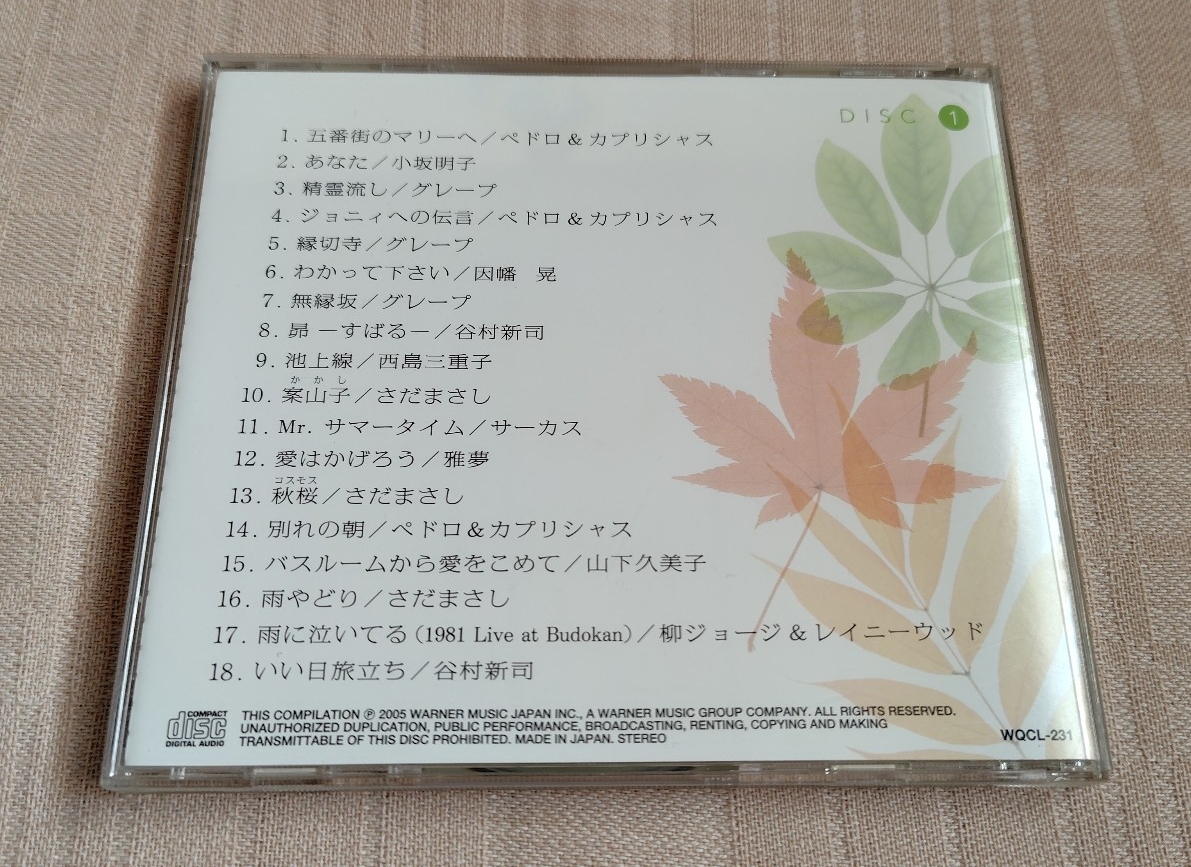 DISC 1
1. 五番街のマリーへ／ペドロ＆カプリシャス
2. あなた／小坂明子
3. 精霊流し／グレープ
4. ジョニィへの伝言／ペドロ＆カプリシャス
5. 縁切寺／グレープ
6. わかって下さい／因幡　晃
7. 無縁坂／グレープ
8. 昴 －すばる－／谷村新司
9. 池上線／西島三重子
かかし
10. 案山子／さだまさし
11. Mr. サマータイム／サーカス
12. 愛はかげろう／雅夢
コスモス
13. 秋桜／さだまさし
14. 別れの朝／ペドロ＆カプリシャス
15. バスルームから愛をこめて／山下久美子
16. 雨やどり／さだまさし
17. 雨に泣いてる（1981 Live at Budokan）／柳ジョージ＆レイニーウッド
18. いい日旅立ち／谷村新司
COMPACT
disc
DIGITAL AUDIO
THIS COMPILATION ℗ 2005 WARNER MUSIC JAPAN INC., A WARNER MUSIC GROUP COMPANY. ALL RIGHTS RESERVED.
UNAUTHORIZED DUPLICATION, PUBLIC PERFORMANCE, BROADCASTING, RENTING, COPYING AND MAKING
TRANSMITTABLE OF THIS DISC PROHIBITED. MADE IN JAPAN. STEREO
WQCL-231